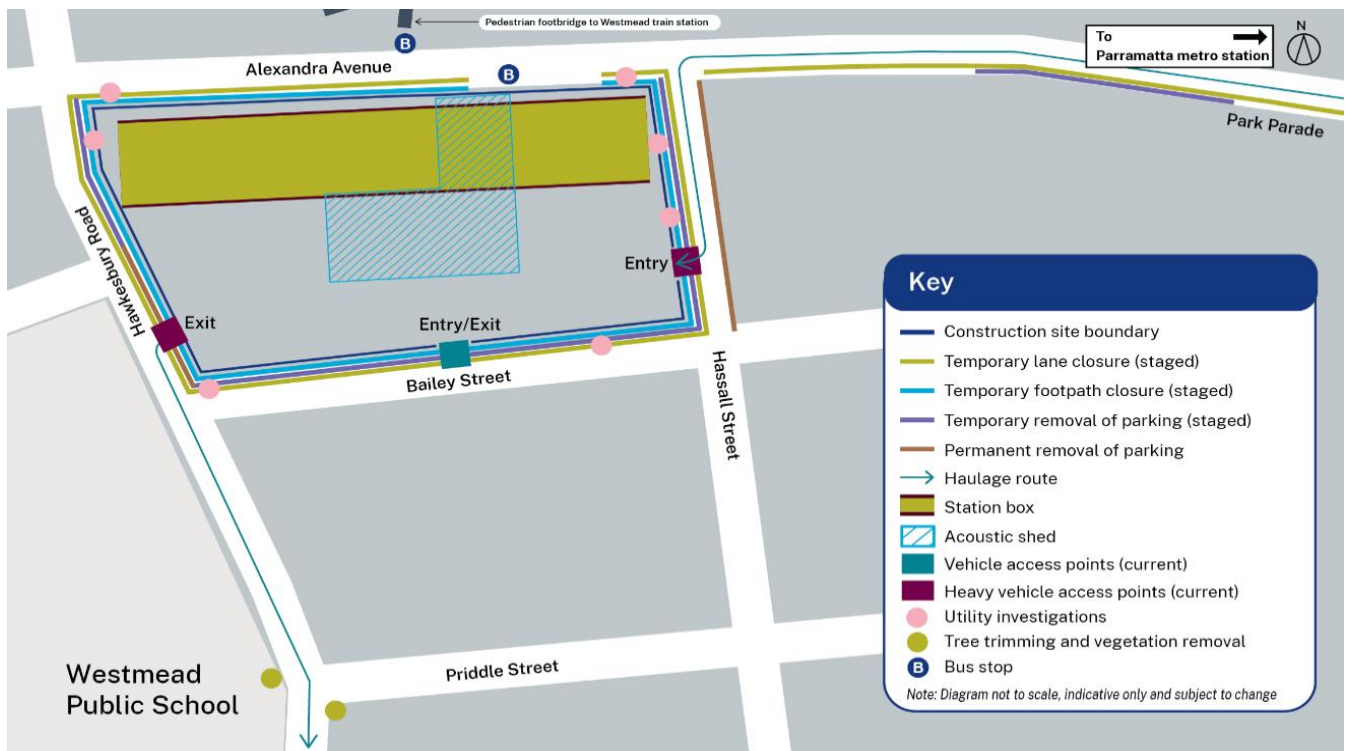 Pedestrian footbridge to Westmead train station
B
To
Parramatta metro station
N
Alexandra Avenue
B
Park Parade
Hawkesbury Road
Entry
Exit
Entry/Exit
Bailey Street
Hassall Street
Priddle Street
Westmead
Public School
Key
Construction site boundary
Temporary lane closure (staged)
Temporary footpath closure (staged)
Temporary removal of parking (staged)
Permanent removal of parking
Haulage route
Station box
Acoustic shed
Vehicle access points (current)
Heavy vehicle access points (current)
Utility investigations
Tree trimming and vegetation removal
B Bus stop
Note: Diagram not to scale, indicative only and subject to change